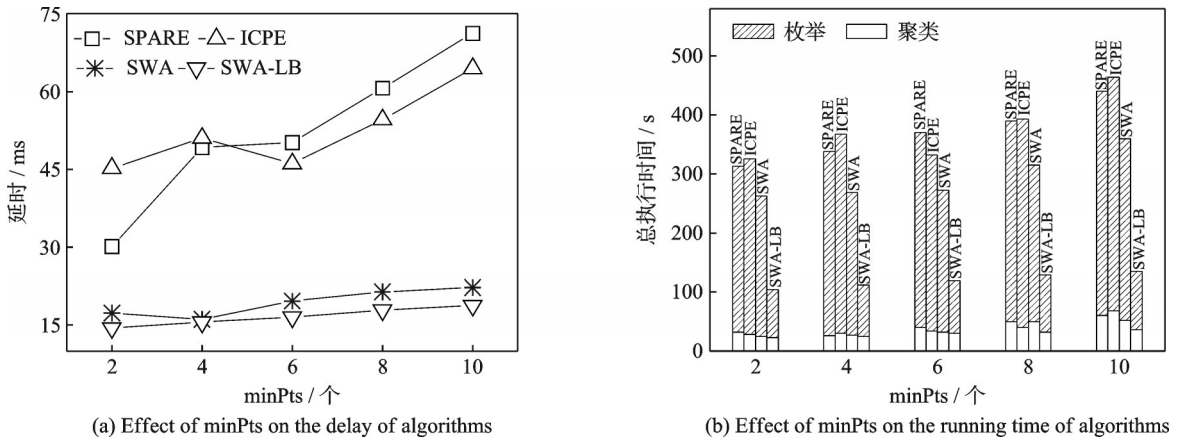 75
60
45
30
15
延时 / ms
SPARE ICPE
SWA SWA-LB
2 4 6 8 10
minPts / 个
(a) Effect of minPts on the delay of algorithms
500
400
300
200
100
0
总执行时间 / s
枚举 聚类
SPARE ICPE SWA SWA-LB
SPARE ICPE SWA SWA-LB
SPARE ICPE SWA SWA-LB
SPARE ICPE SWA SWA-LB
SPARE ICPE SWA SWA-LB
2 4 6 8 10
minPts / 个
(b) Effect of minPts on the running time of algorithms